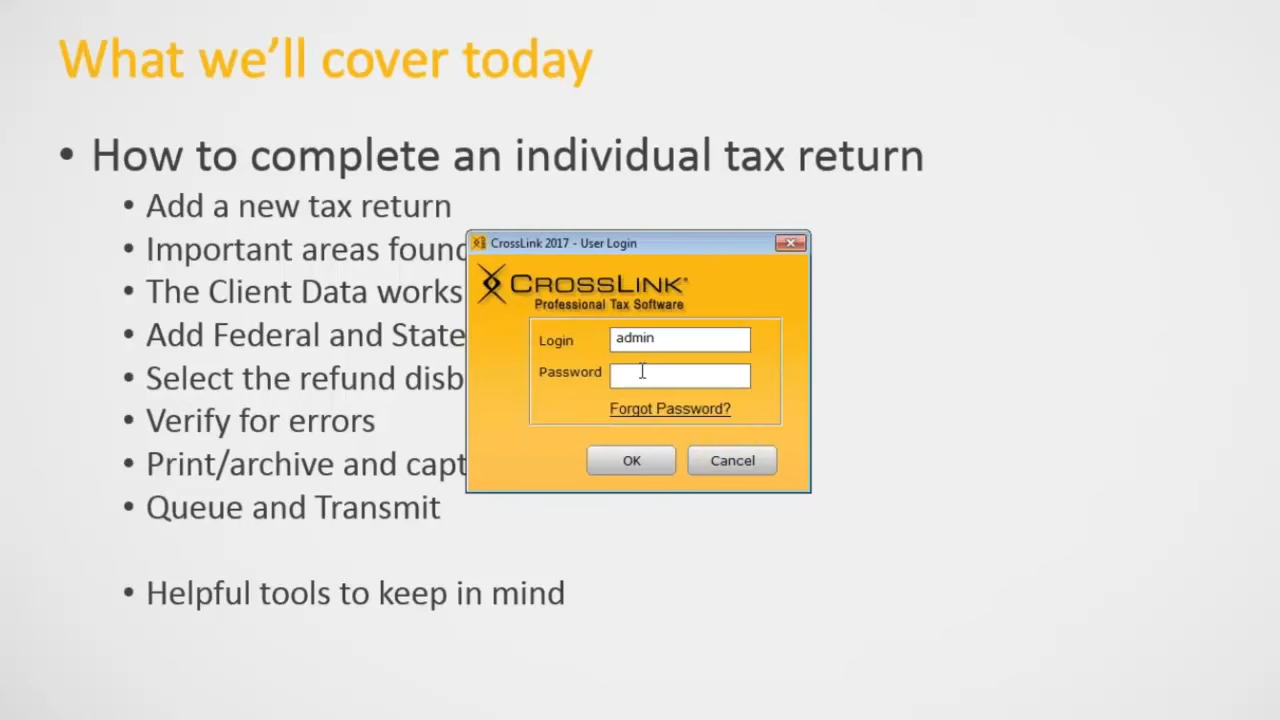 What we'll cover today
• How to complete an individual tax return
• Add a new tax return
• Important areas found
• The Client Data works
• Add Federal and State
• Select the refund disb
• Verify for errors
• Print/archive and capt
• Queue and Transmit
• Helpful tools to keep in mind
CrossLink 2017 - User Login
CROSSLINK®
Professional Tax Software
Login admin
Password
Forgot Password?
OK Cancel